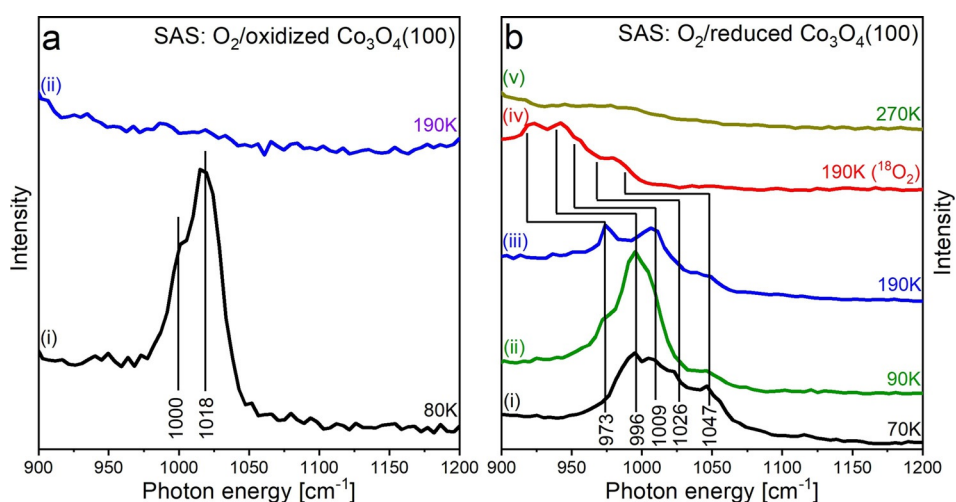 a
SAS: O₂/oxidized Co₃O₄(100)
(ii)
190K
(i)
80K
1000
1018
900 950 1000 1050 1100 1150 1200
Photon energy [cm⁻¹]
Intensity
b
SAS: O₂/reduced Co₃O₄(100)
(v)
270K
(iv)
190K (¹⁸O₂)
(iii)
190K
(ii)
90K
(i)
70K
973
996
1009
1026
1047
900 950 1000 1050 1100 1150 1200
Photon energy [cm⁻¹]
Intensity